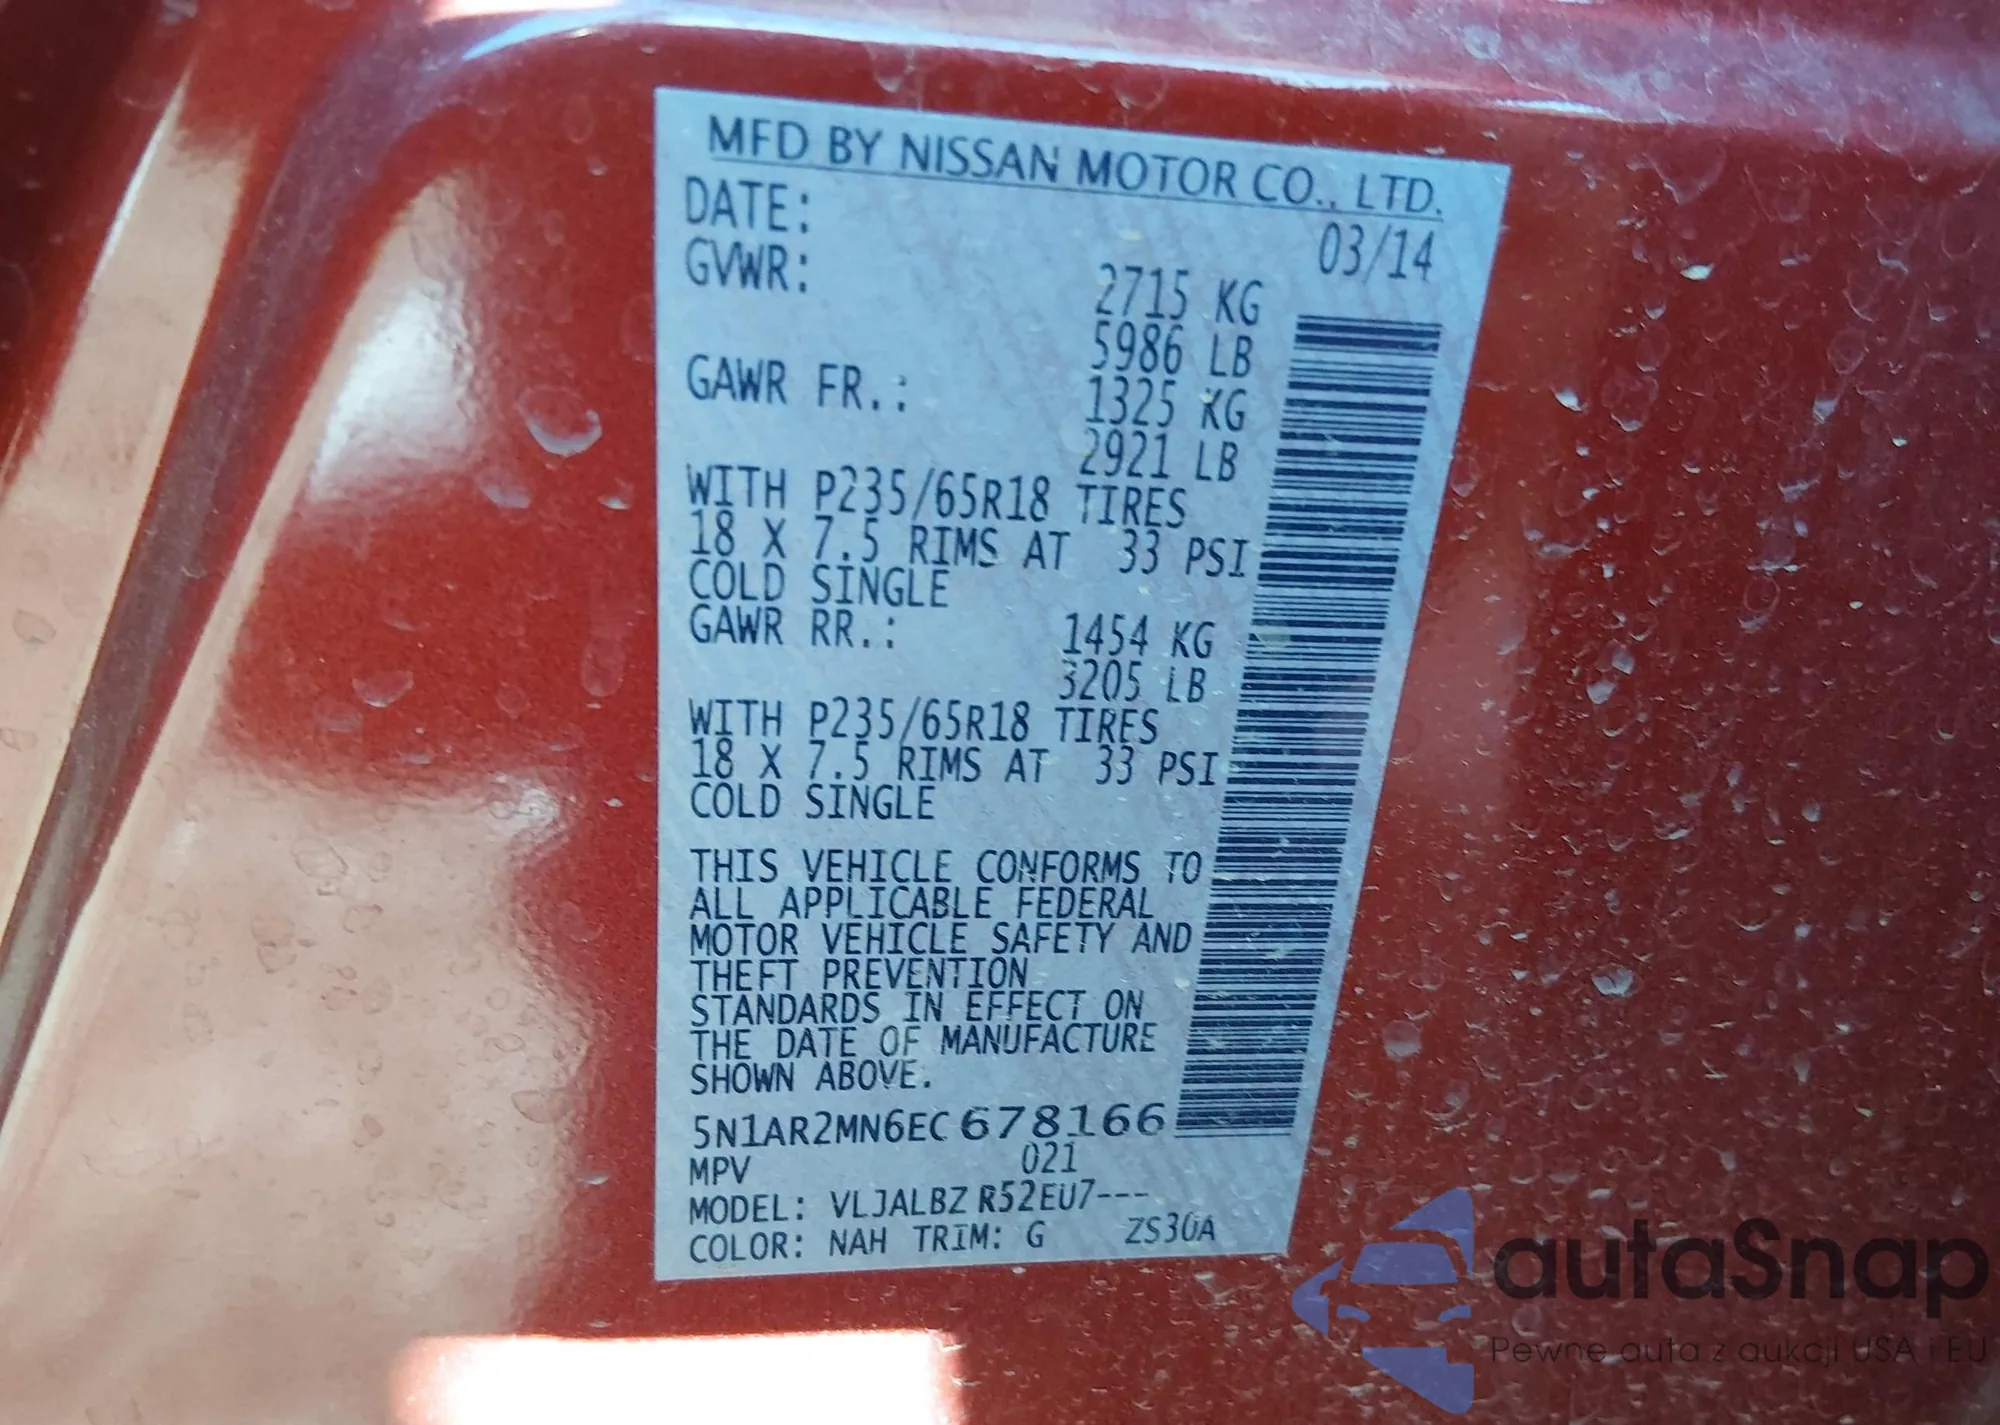 MFD BY NISSAN MOTOR CO., LTD.
DATE: 03/14
GVWR: 2715 KG
5986 LB
GAWR FR.: 1325 KG
2921 LB
WITH P235/65R18 TIRES
18 X 7.5 RIMS AT 33 PSI
COLD SINGLE
GAWR RR.: 1454 KG
3205 LB
WITH P235/65R18 TIRES
18 X 7.5 RIMS AT 33 PSI
COLD SINGLE
THIS VEHICLE CONFORMS TO
ALL APPLICABLE FEDERAL
MOTOR VEHICLE SAFETY AND
THEFT PREVENTION
STANDARDS IN EFFECT ON
THE DATE OF MANUFACTURE
SHOWN ABOVE.
5N1AR2MN6EC678166
MPV 021
MODEL: VLJALBZ R52EU7---
COLOR: NAH TRIM: G ZS30A
autaSnap
Pewne auta z aukcji USA i EU